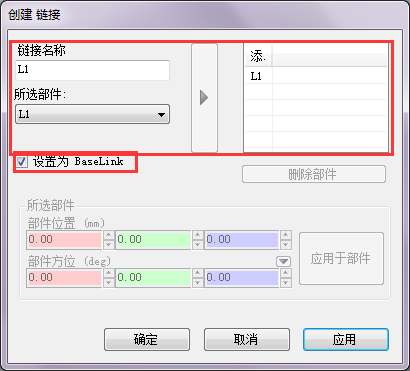 创建 链接
链接名称
L1
所选部件:
L1
添.
L1
设置为 BaseLink
删除部件
所选部件
部件位置 (mm)
0.00 0.00 0.00
部件方位 (deg)
0.00 0.00 0.00
应用于部件
确定 取消 应用